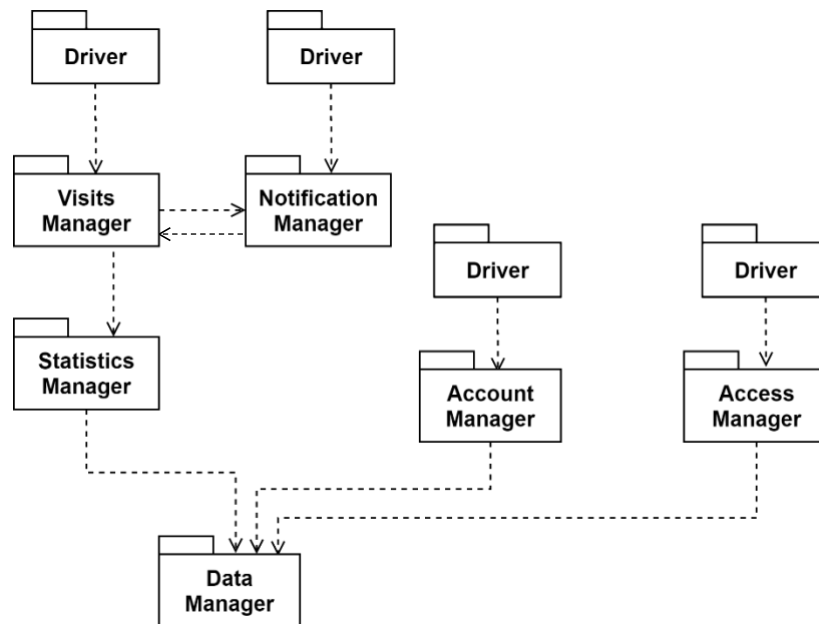 Driver
Driver
Visits
Manager
Notification
Manager
Driver
Driver
Statistics
Manager
Account
Manager
Access
Manager
Data
Manager